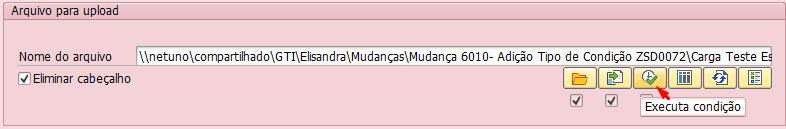 Arquivo para upload
Nome do arquivo \\netuno\compartilhado\GTI\Elisandra\Mudanças\Mudança 6010- Adição Tipo de Condição ZSD0072\Carga Teste Es
Eliminar cabeçalho
Executa condição